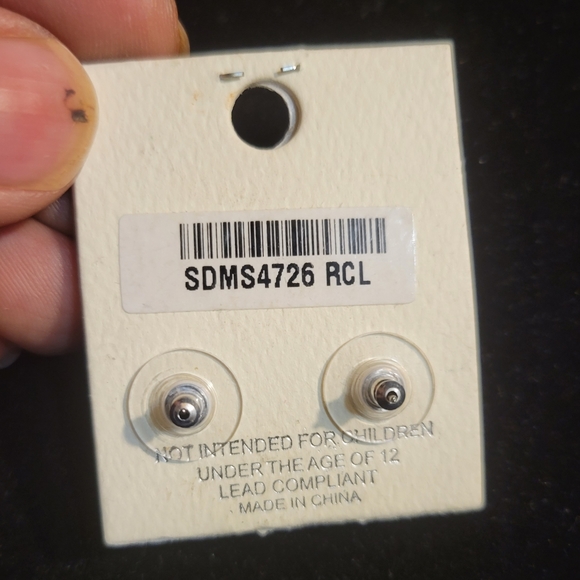 SDMS4726 RCL
NOT INTENDED FOR CHILDREN
UNDER THE AGE OF 12
LEAD COMPLIANT
MADE IN CHINA